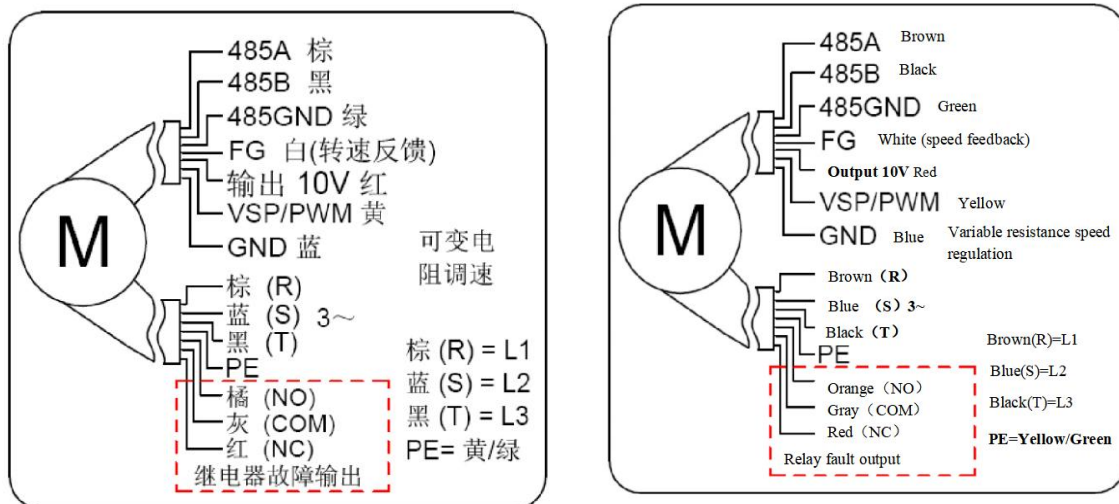 485A 棕
485B 黑
485GND 绿
FG 白(转速反馈)
输出 10V 红
VSP/PWM 黄
GND 蓝
可变电
阻调速
M
棕 (R)
蓝 (S) 3～
黑 (T)
PE
橘 (NO)
灰 (COM)
红 (NC)
继电器故障输出
棕 (R) = L1
蓝 (S) = L2
黑 (T) = L3
PE= 黄/绿
485A Brown
485B Black
485GND Green
FG White (speed feedback)
Output 10V Red
VSP/PWM Yellow
GND Blue
Variable resistance speed
regulation
M
Brown（R）
Blue （S）3~
Black（T）
PE
Orange（NO）
Gray（COM）
Red（NC）
Relay fault output
Brown(R)=L1
Blue(S)=L2
Black(T)=L3
PE=Yellow/Green